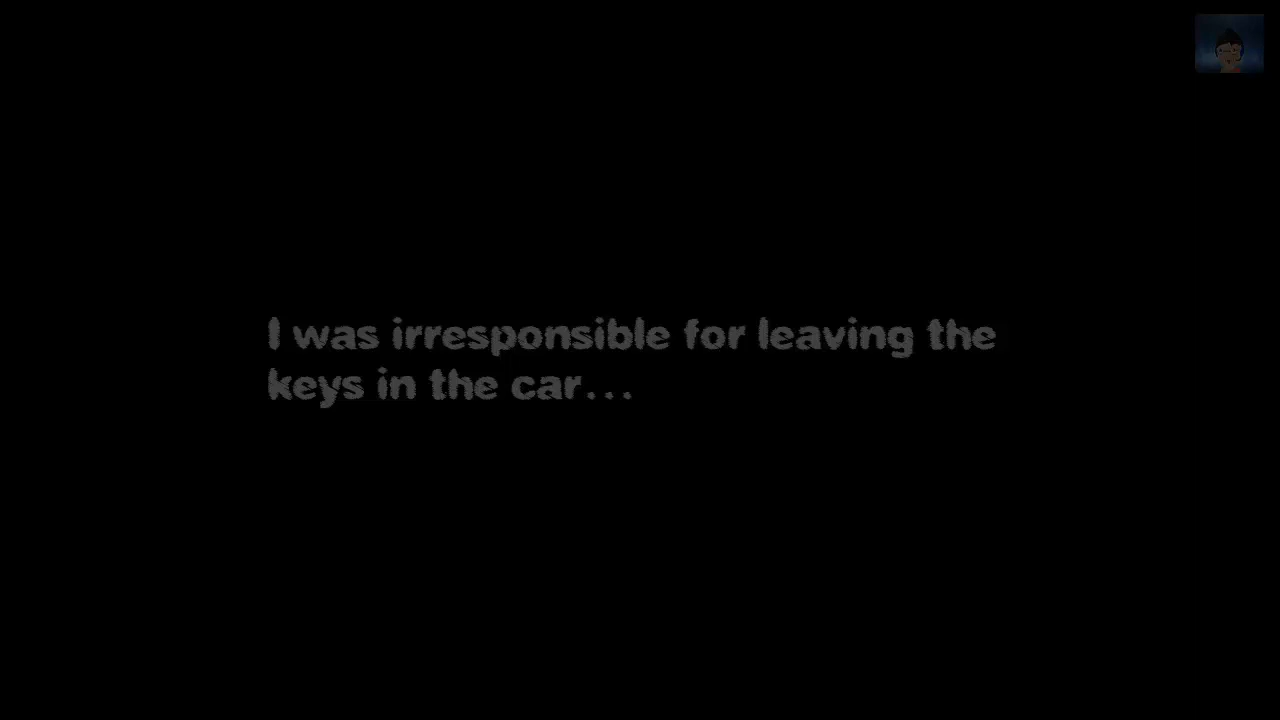 I was irresponsible for leaving the
keys in the car...